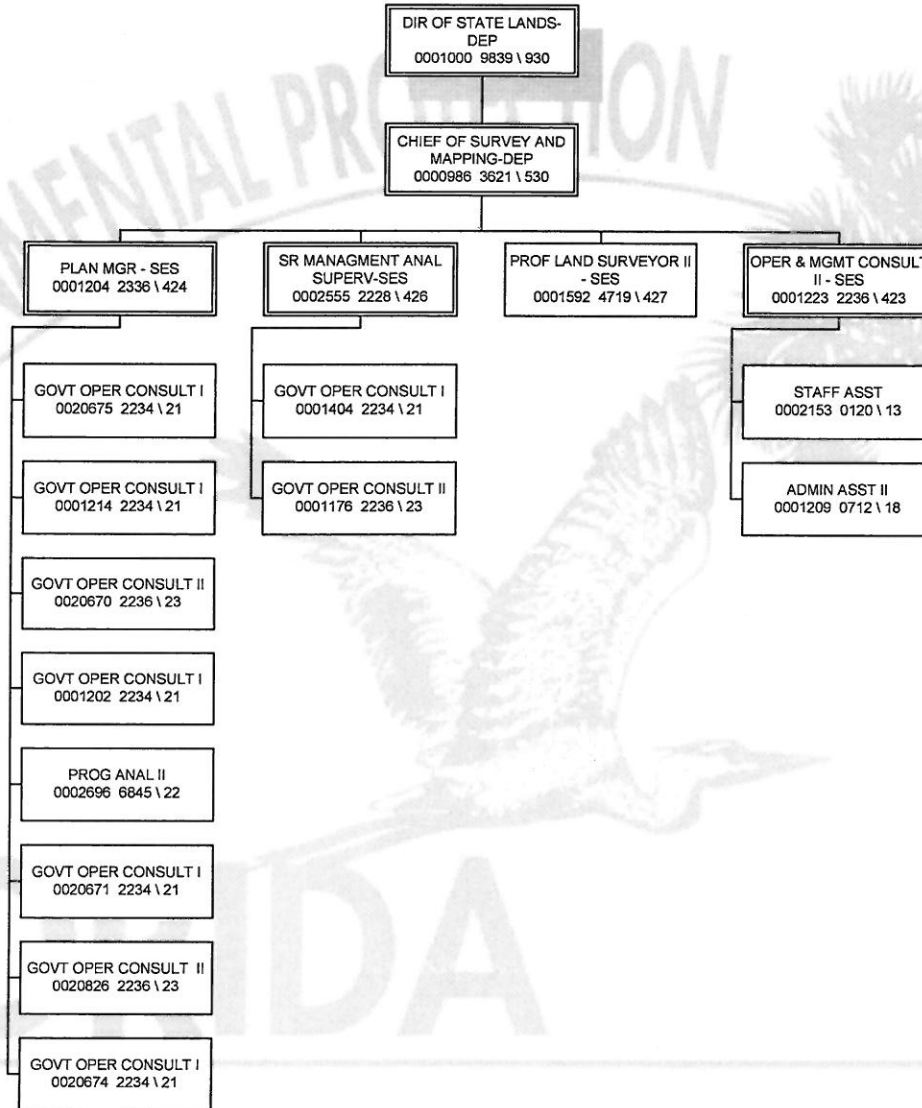 DIR OF STATE LANDS-
DEP
0001000 9839 \ 930
CHIEF OF SURVEY AND
MAPPING-DEP
0000986 3621 \ 530
PLAN MGR - SES
0001204 2336 \ 424
SR MANAGMENT ANAL
SUPERV-SES
0002555 2228 \ 426
PROF LAND SURVEYOR II
- SES
0001592 4719 \ 427
OPER & MGMT CONSULT
II - SES
0001223 2236 \ 423
GOVT OPER CONSULT I
0020675 2234 \ 21
GOVT OPER CONSULT I
0001214 2234 \ 21
GOVT OPER CONSULT II
0020670 2236 \ 23
GOVT OPER CONSULT I
0001202 2234 \ 21
PROG ANAL II
0002696 6845 \ 22
GOVT OPER CONSULT I
0020671 2234 \ 21
GOVT OPER CONSULT II
0020826 2236 \ 23
GOVT OPER CONSULT I
0020674 2234 \ 21
GOVT OPER CONSULT I
0001404 2234 \ 21
GOVT OPER CONSULT II
0001176 2236 \ 23
STAFF ASST
0002153 0120 \ 13
ADMIN ASST II
0001209 0712 \ 18